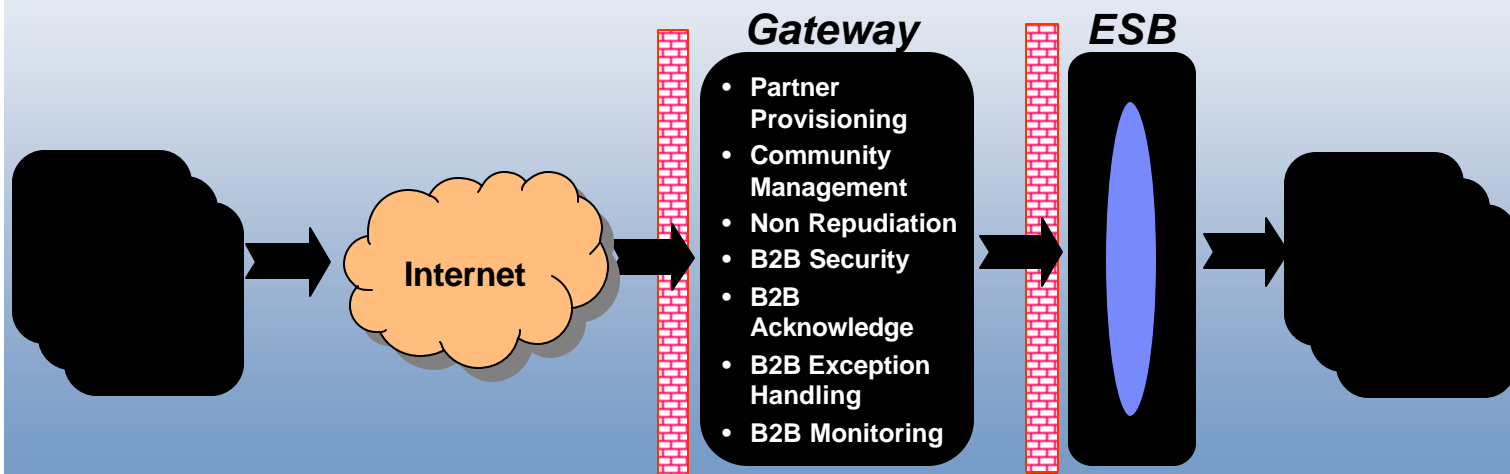 Gateway
ESB
• Partner
Provisioning
• Community
Management
• Non Repudiation
• B2B Security
• B2B
Acknowledge
• B2B Exception
Handling
• B2B Monitoring
Internet